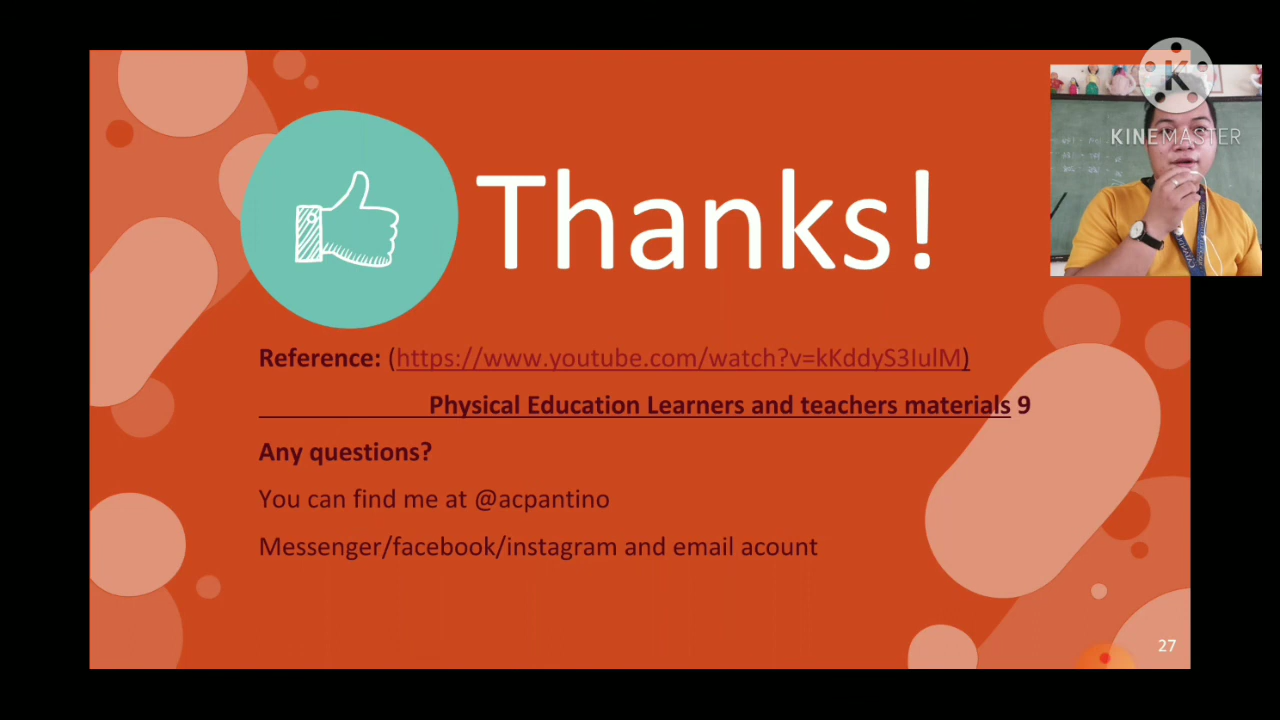 K
KINEMASTER
Thanks!
Reference: (https://www.youtube.com/watch?v=kKddyS3IulM)
Physical Education Learners and teachers materials 9
Any questions?
You can find me at @acpantino
Messenger/facebook/instagram and email acount
27